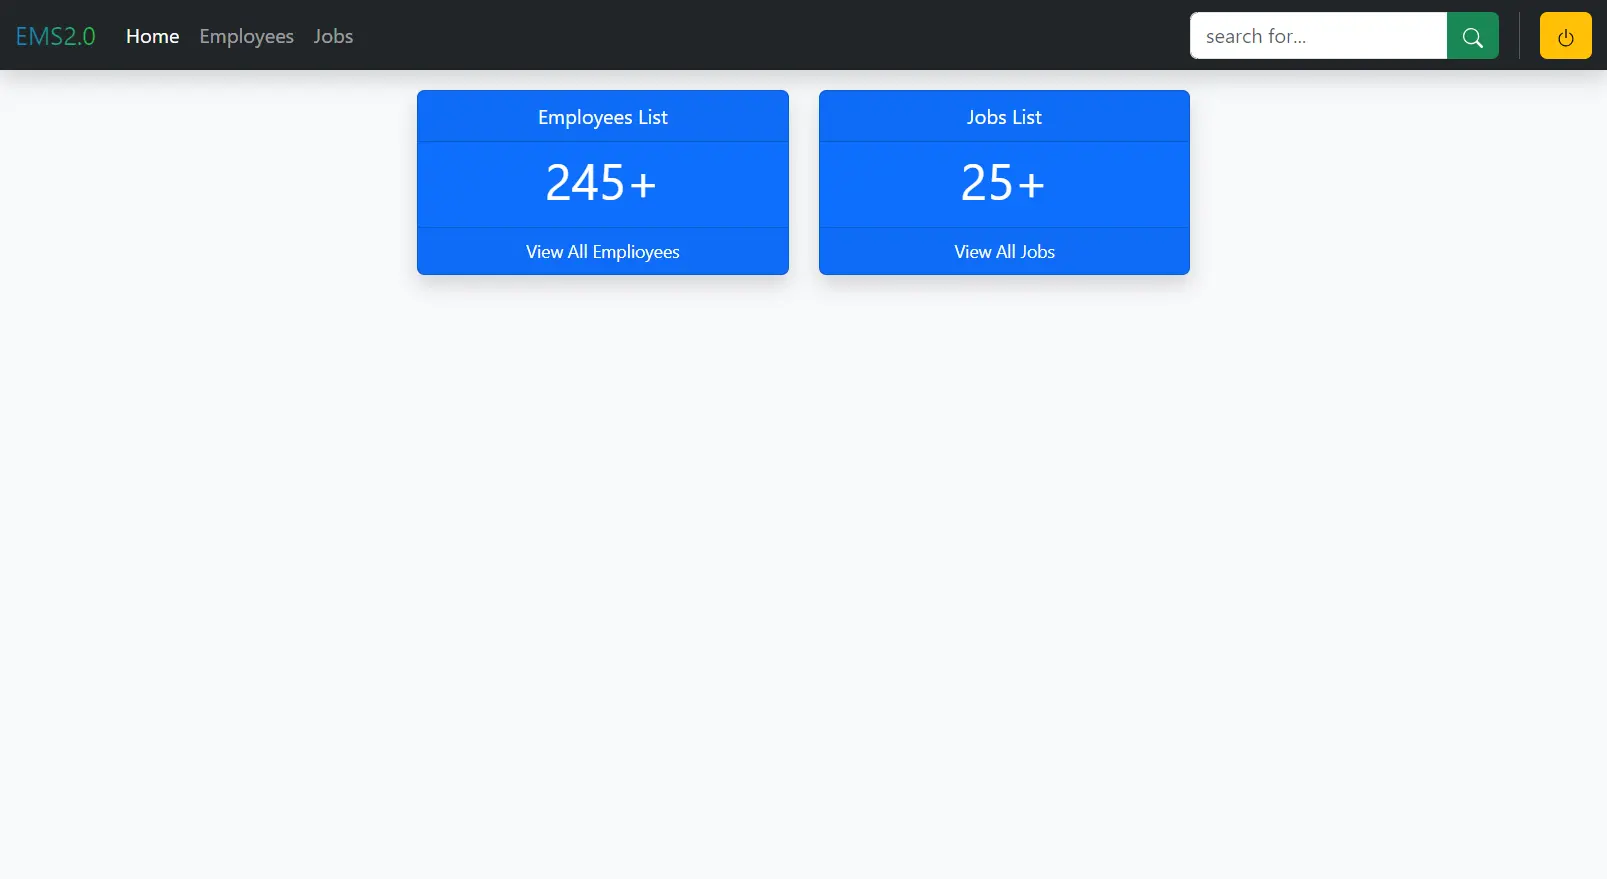 EMS2.0 Home Employees Jobs search for...
Employees List
245+
View All Emplioyees
Jobs List
25+
View All Jobs